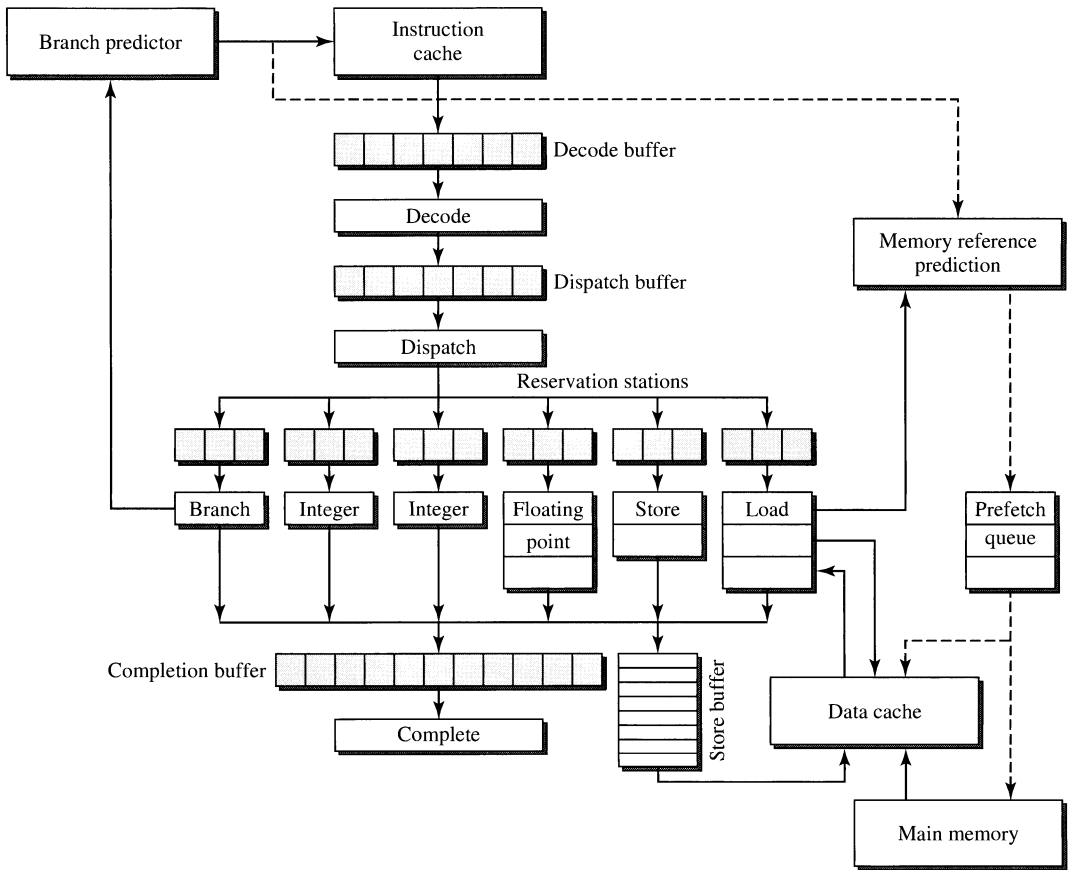 Branch predictor
Instruction
cache
Decode buffer
Decode
Memory reference
prediction
Dispatch buffer
Dispatch
Reservation stations
Branch
Integer
Integer
Floating
point
Store
Load
Prefetch
queue
Completion buffer
Store buffer
Data cache
Complete
Main memory